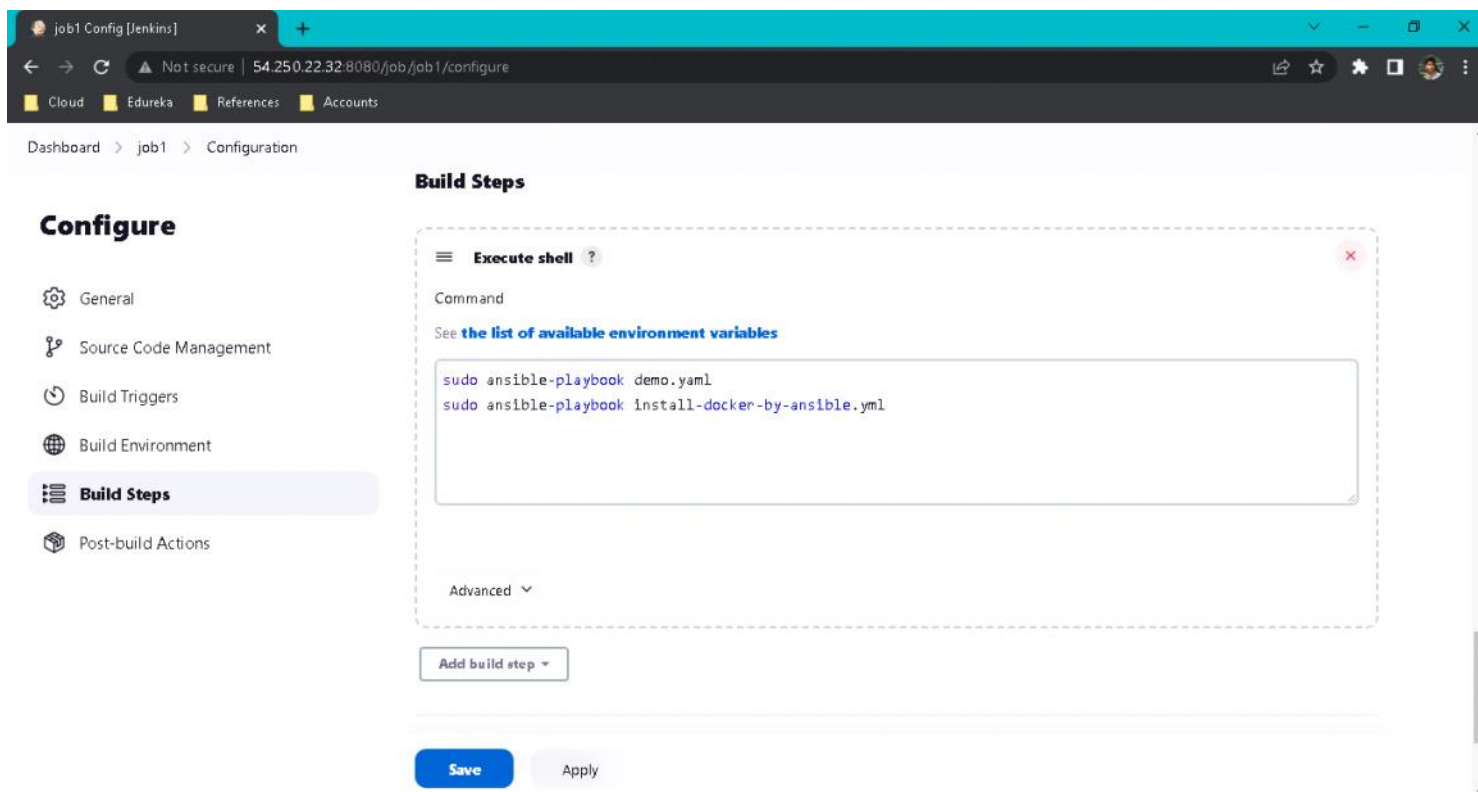 job1 Config [Jenkins]
Not secure | 54.250.22.32:8080/job/job1/configure
Cloud Edureka References Accounts
Dashboard > job1 > Configuration
Configure
General
Source Code Management
Build Triggers
Build Environment
Build Steps
Post-build Actions
Build Steps
Execute shell ?
Command
See the list of available environment variables
sudo ansible-playbook demo.yaml
sudo ansible-playbook install-docker-by-ansible.yml
Advanced
Add build step
Save Apply